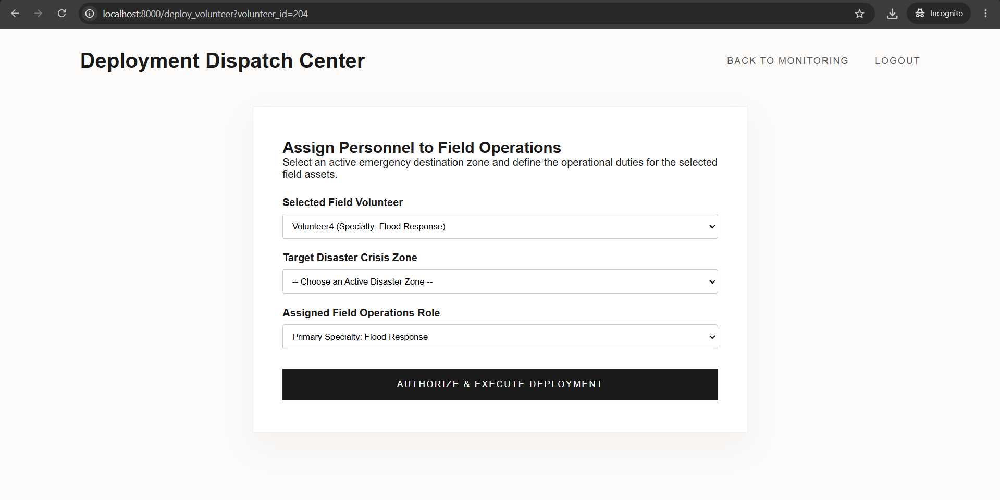 localhost:8000/deploy_volunteer?volunteer_id=204
Incognito
Deployment Dispatch Center
BACK TO MONITORING
LOGOUT
Assign Personnel to Field Operations
Select an active emergency destination zone and define the operational duties for the selected
field assets.
Selected Field Volunteer
Volunteer4 (Specialty: Flood Response)
Target Disaster Crisis Zone
-- Choose an Active Disaster Zone --
Assigned Field Operations Role
Primary Specialty: Flood Response
AUTHORIZE & EXECUTE DEPLOYMENT